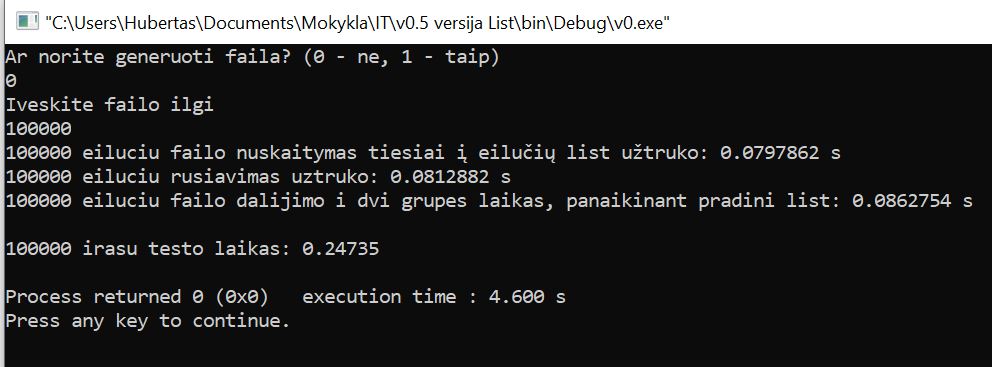 "C:\Users\Hubertas\Documents\Mokykla\IT\v0.5 versija List\bin\Debug\v0.exe"
Ar norite generuoti faila? (0 - ne, 1 - taip)
0
Iveskite failo ilgi
100000
100000 eiluciu failo nuskaitymas tiesiai į eilučių list užtruko: 0.0797862 s
100000 eiluciu rusiavimas uztruko: 0.0812882 s
100000 eiluciu failo dalijimo i dvi grupes laikas, panaikinant pradini list: 0.0862754 s
100000 irasu testo laikas: 0.24735
Process returned 0 (0x0)   execution time : 4.600 s
Press any key to continue.